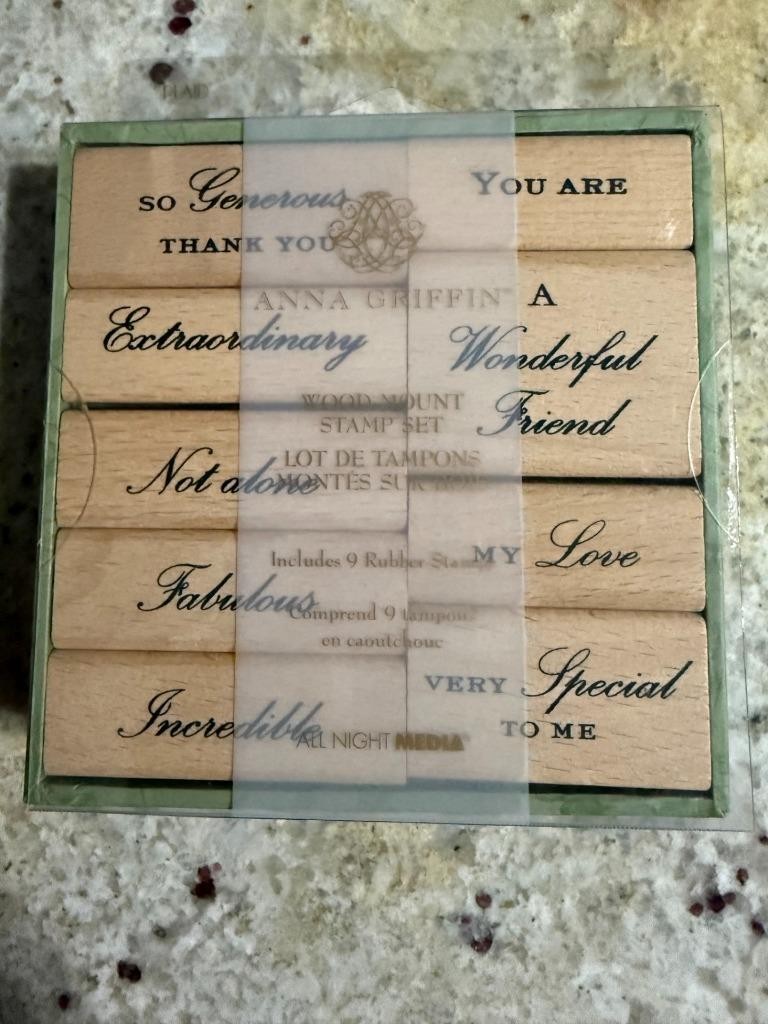 PLAID
SO Generous
THANK YOU
Extraordinary
Not alone
Fabulous
Incredible
YOU ARE
A
Wonderful
Friend
MY Love
VERY Special
TO ME
ANNA GRIFFIN™
WOOD MOUNT
STAMP SET
LOT DE TAMPONS
MONTÉS SUR BOIS
Includes 9 Rubber Stamps
Comprend 9 tampons
en caoutchouc
ALL NIGHT MEDIA®